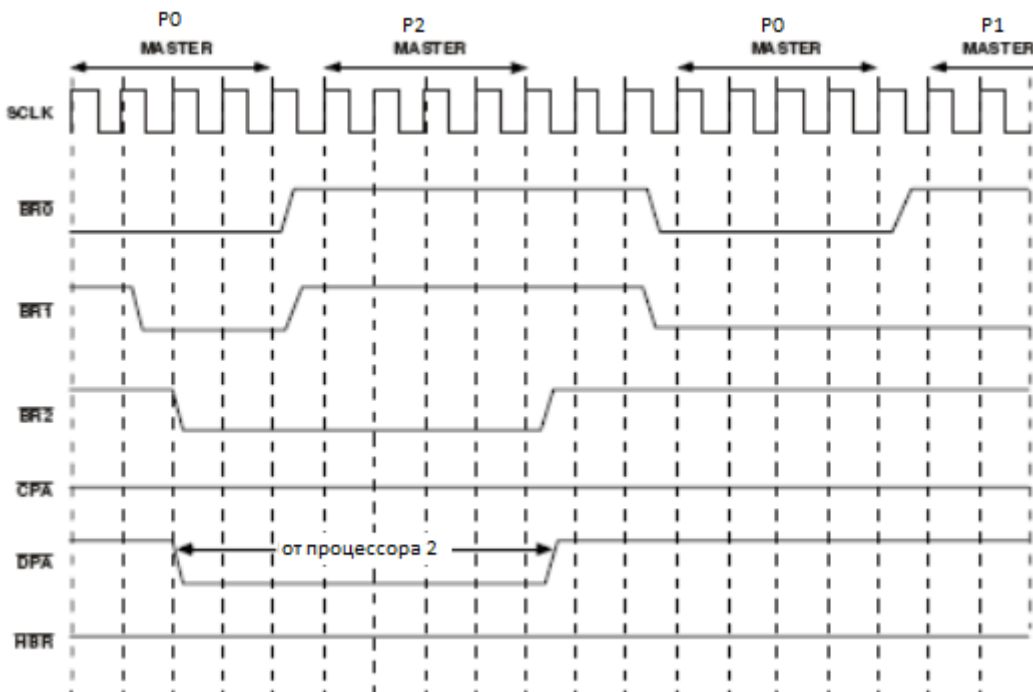 P0 P2 P0 P1
MASTER MASTER MASTER MASTER
SCLK
BR0
BR1
BR2
CPA
DPA от процессора 2
HBR